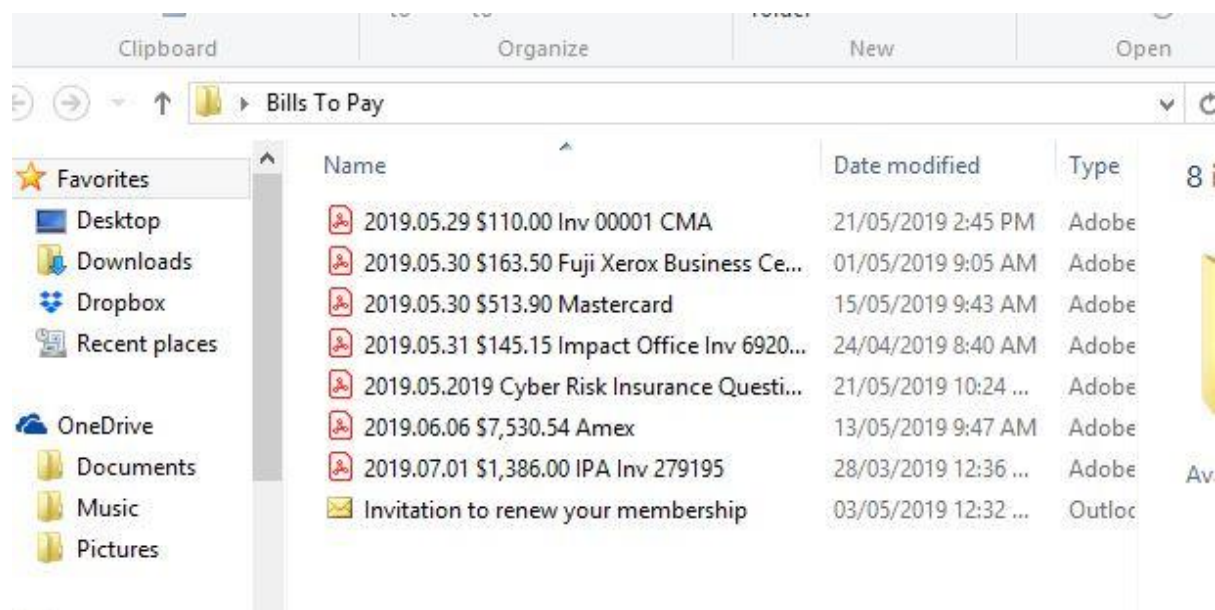 Clipboard Organize New Open
Bills To Pay
Name Date modified Type
8
Favorites
Desktop
Downloads
Dropbox
Recent places
OneDrive
Documents
Music
Pictures
2019.05.29 $110.00 Inv 00001 CMA 21/05/2019 2:45 PM Adobe
2019.05.30 $163.50 Fuji Xerox Business Ce... 01/05/2019 9:05 AM Adobe
2019.05.30 $513.90 Mastercard 15/05/2019 9:43 AM Adobe
2019.05.31 $145.15 Impact Office Inv 6920... 24/04/2019 8:40 AM Adobe
2019.05.2019 Cyber Risk Insurance Questi... 21/05/2019 10:24 ... Adobe
2019.06.06 $7,530.54 Amex 13/05/2019 9:47 AM Adobe
2019.07.01 $1,386.00 IPA Inv 279195 28/03/2019 12:36 ... Adobe
Invitation to renew your membership 03/05/2019 12:32 ... Outloc
Av